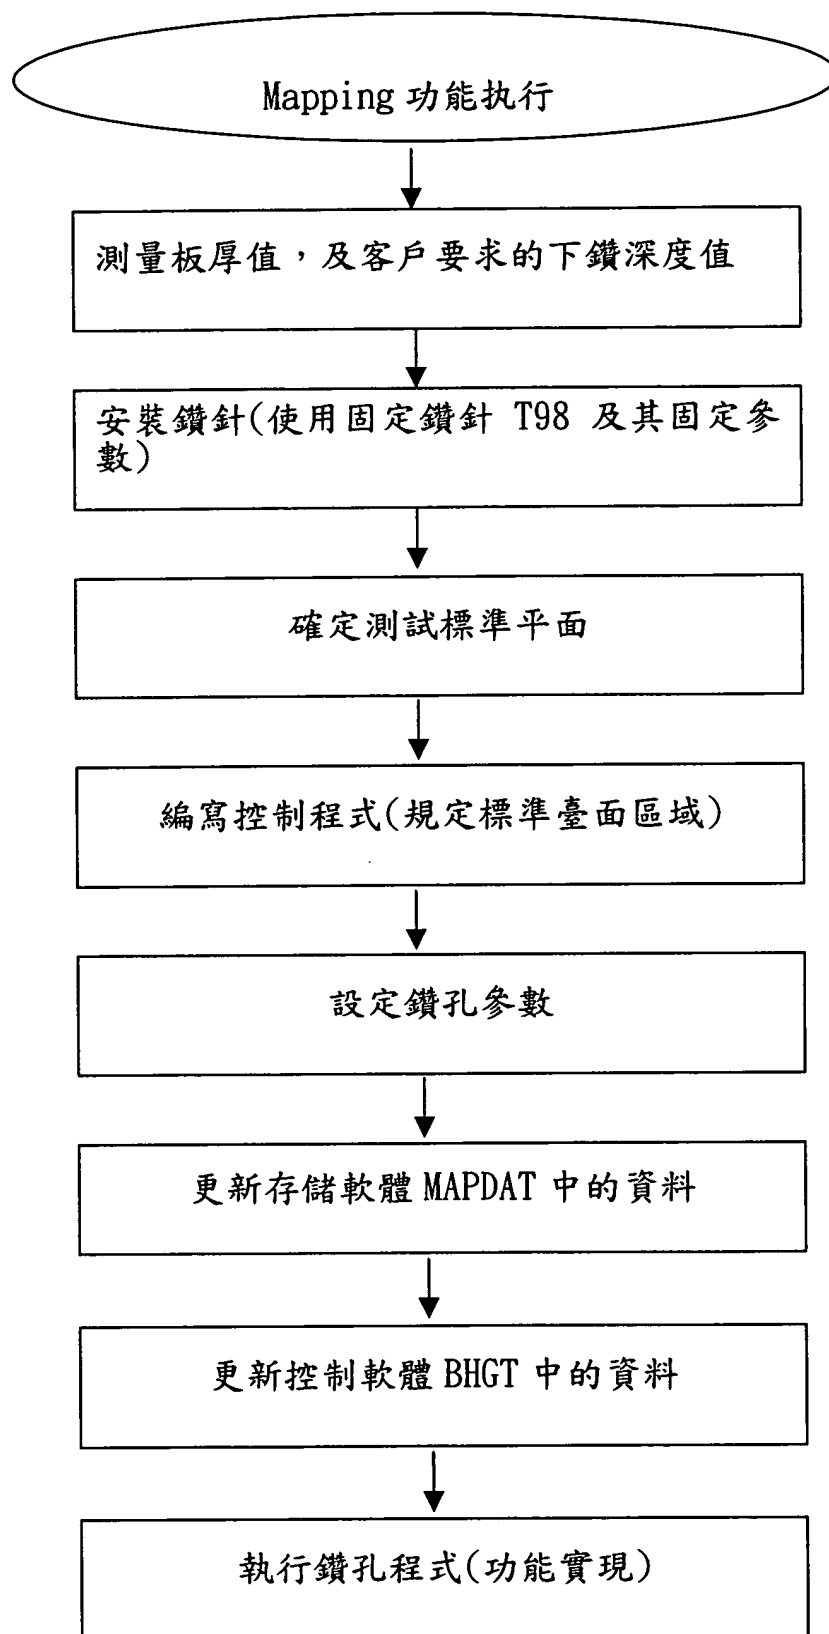 Mapping 功能执行
測量板厚值，及客戶要求的下鑽深度值
安裝鑽針(使用固定鑽針 T98 及其固定參
數)
確定測試標準平面
編寫控制程式(規定標準臺面區域)
設定鑽孔參數
更新存儲軟體 MAPDAT 中的資料
更新控制軟體 BHGT 中的資料
執行鑽孔程式(功能實現)